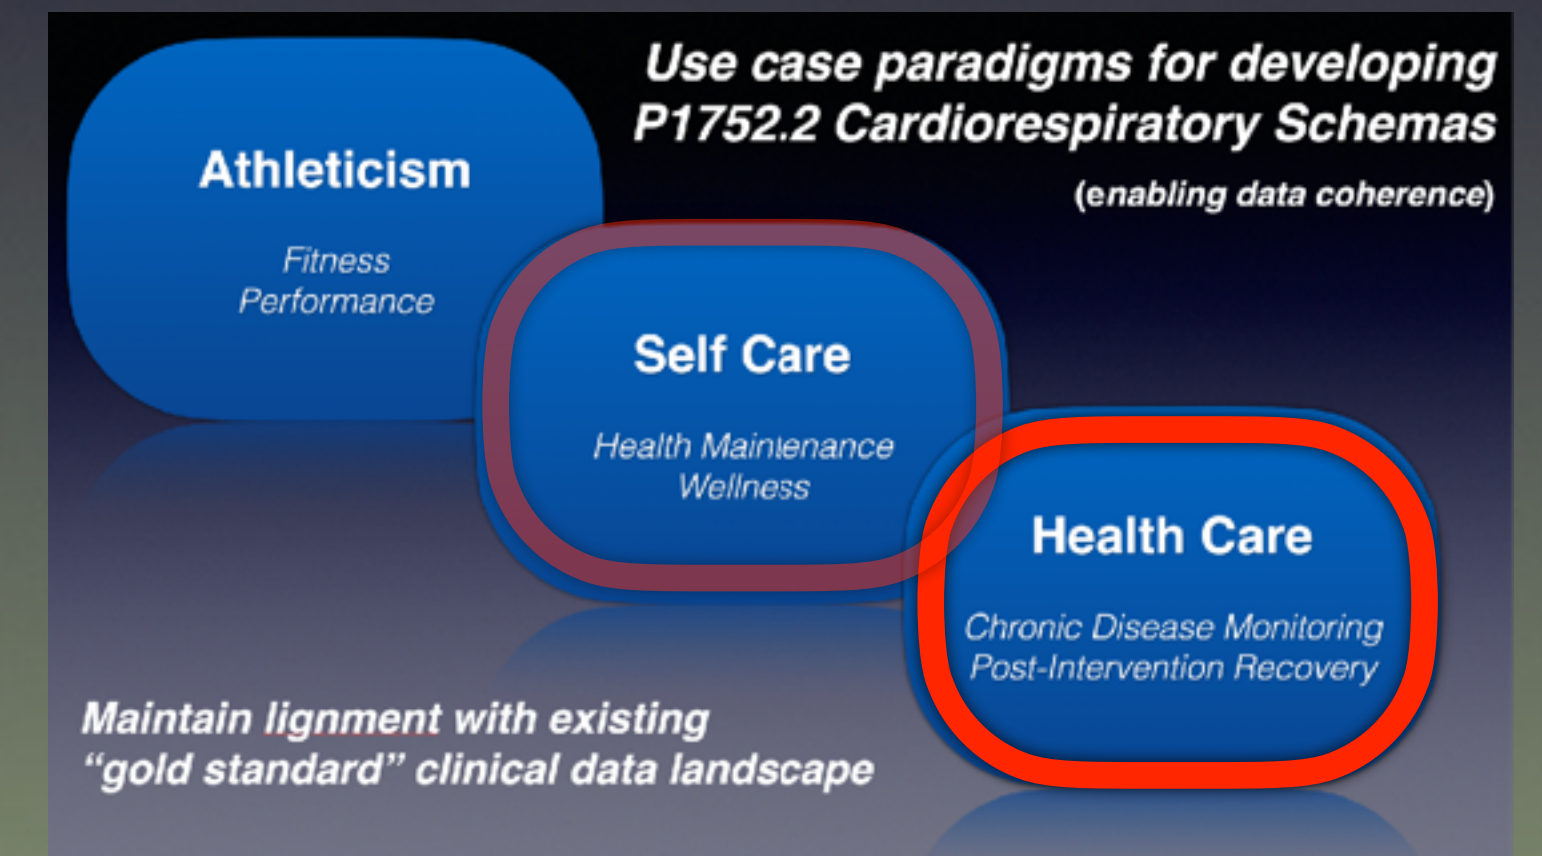 Use case paradigms for developing
P1752.2 Cardiorespiratory Schemas
(enabling data coherence)
Athleticism
Fitness
Performance
Self Care
Health Maintenance
Wellness
Health Care
Chronic Disease Monitoring
Post-Intervention Recovery
Maintain lignment with existing
“gold standard” clinical data landscape